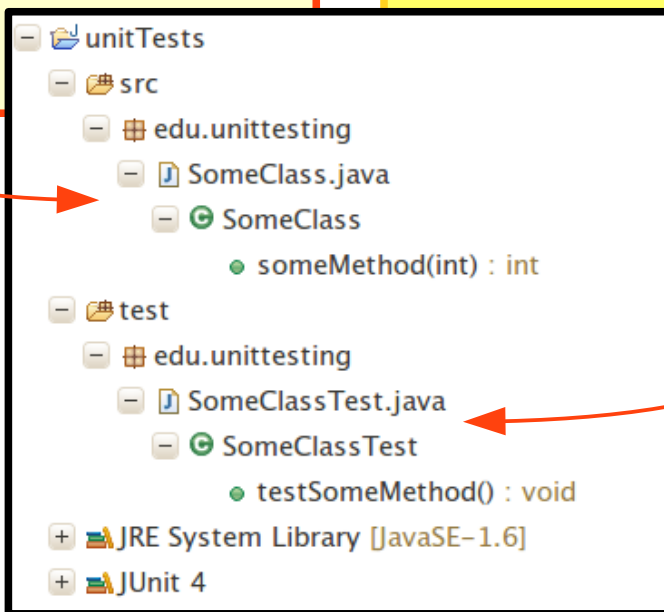 unitTests
src
edu.unittesting
SomeClass.java
SomeClass
someMethod(int) : int
test
edu.unittesting
SomeClassTest.java
SomeClassTest
testSomeMethod() : void
JRE System Library [JavaSE-1.6]
JUnit 4